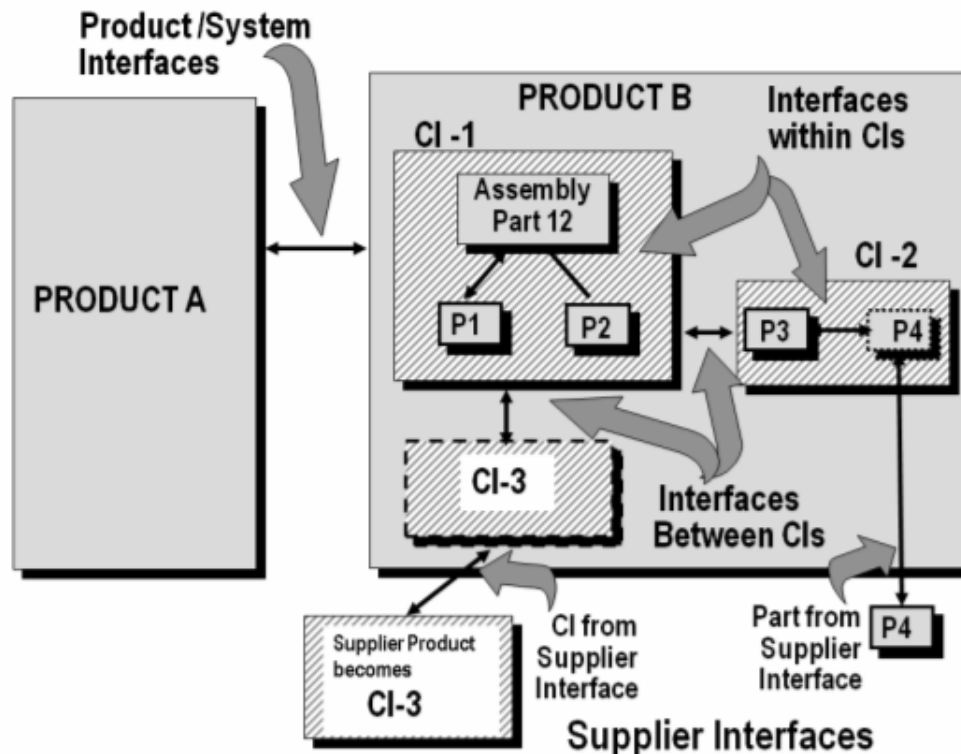 Product /System
Interfaces
PRODUCT A
PRODUCT B
CI -1
Assembly
Part 12
P1
P2
Interfaces
within CIs
CI -2
P3
P4
CI-3
Interfaces
Between CIs
Supplier Product
becomes
CI-3
CI from
Supplier
Interface
Part from
Supplier
Interface
P4
Supplier Interfaces